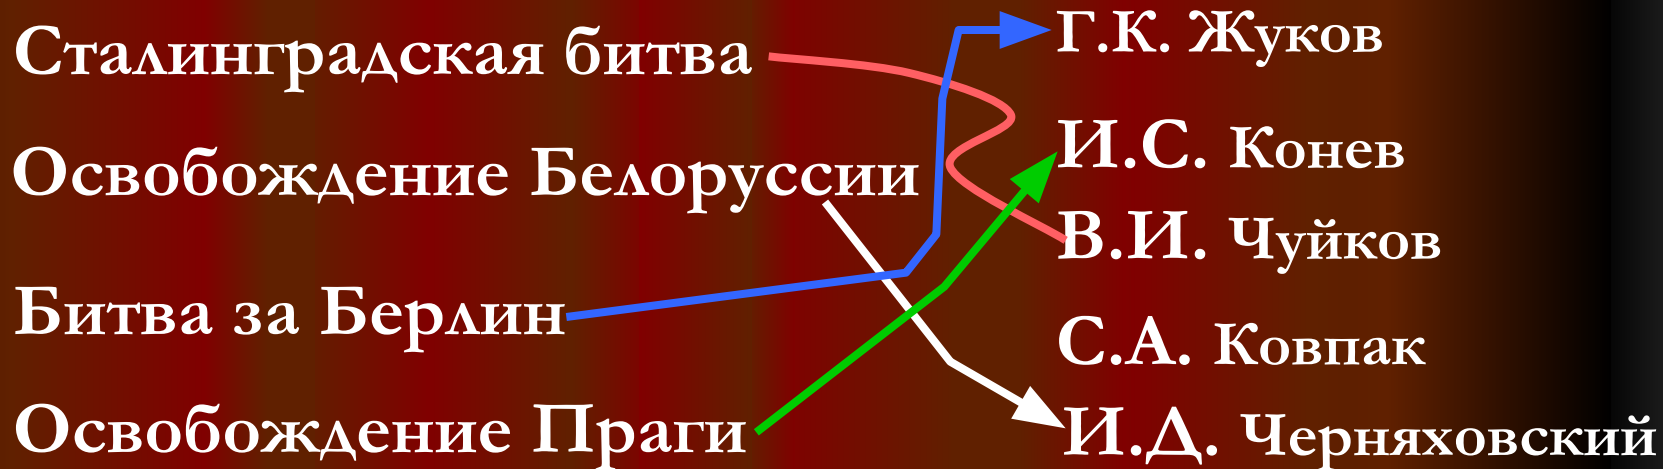 Сталинградская битва
Освобождение Белоруссии
Битва за Берлин
Освобождение Праги
Г.К. Жуков
И.С. Конев
В.И. Чуйков
С.А. Ковпак
И.Д. Черняховский